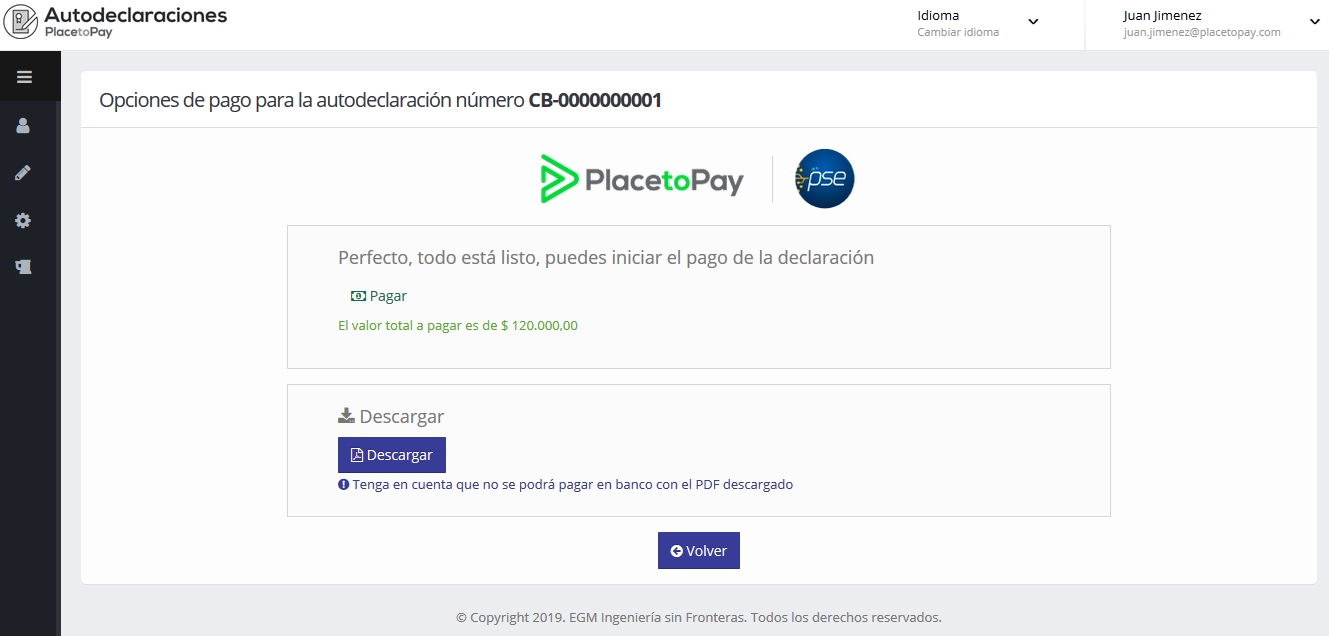 Autodeclaraciones
PlacetoPay
Idioma
Cambiar idioma
Juan Jimenez
juan.jimenez@placetopay.com
Opciones de pago para la autodeclaración número CB-0000000001
PlacetoPay
pse
Perfecto, todo está listo, puedes iniciar el pago de la declaración
Pagar
El valor total a pagar es de $ 120.000,00
Descargar
Descargar
Tenga en cuenta que no se podrá pagar en banco con el PDF descargado
Volver
© Copyright 2019. EGM Ingeniería sin Fronteras. Todos los derechos reservados.